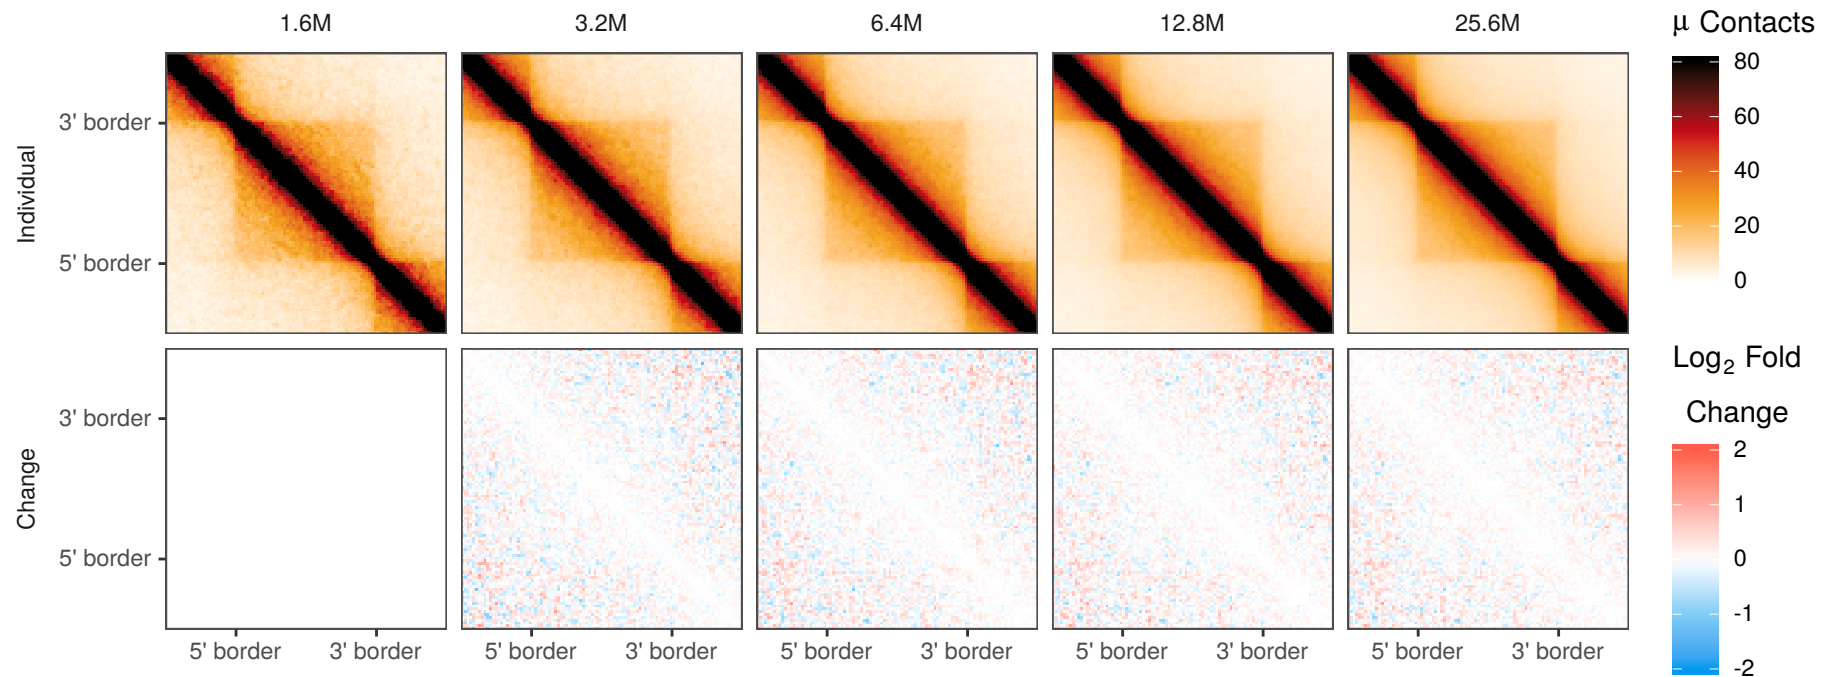 1.6M
3.2M
6.4M
12.8M
25.6M
Individual
3' border
5' border
Change
3' border
5' border
5' border
3' border
5' border
3' border
5' border
3' border
5' border
3' border
5' border
3' border
μ Contacts
80
60
40
20
0
Log₂ Fold
Change
2
1
0
-1
-2